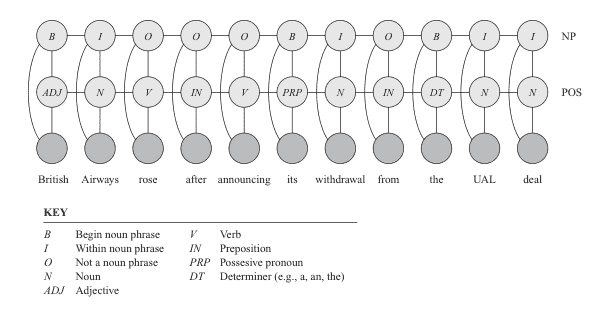 B I O O O B I O B I I NP
ADJ N V IN V PRP N IN DT N N POS
British Airways rose after announcing its withdrawal from the UAL deal
KEY
B Begin noun phrase V Verb
I Within noun phrase IN Preposition
O Not a noun phrase PRP Possesive pronoun
N Noun DT Determiner (e.g., a, an, the)
ADJ Adjective